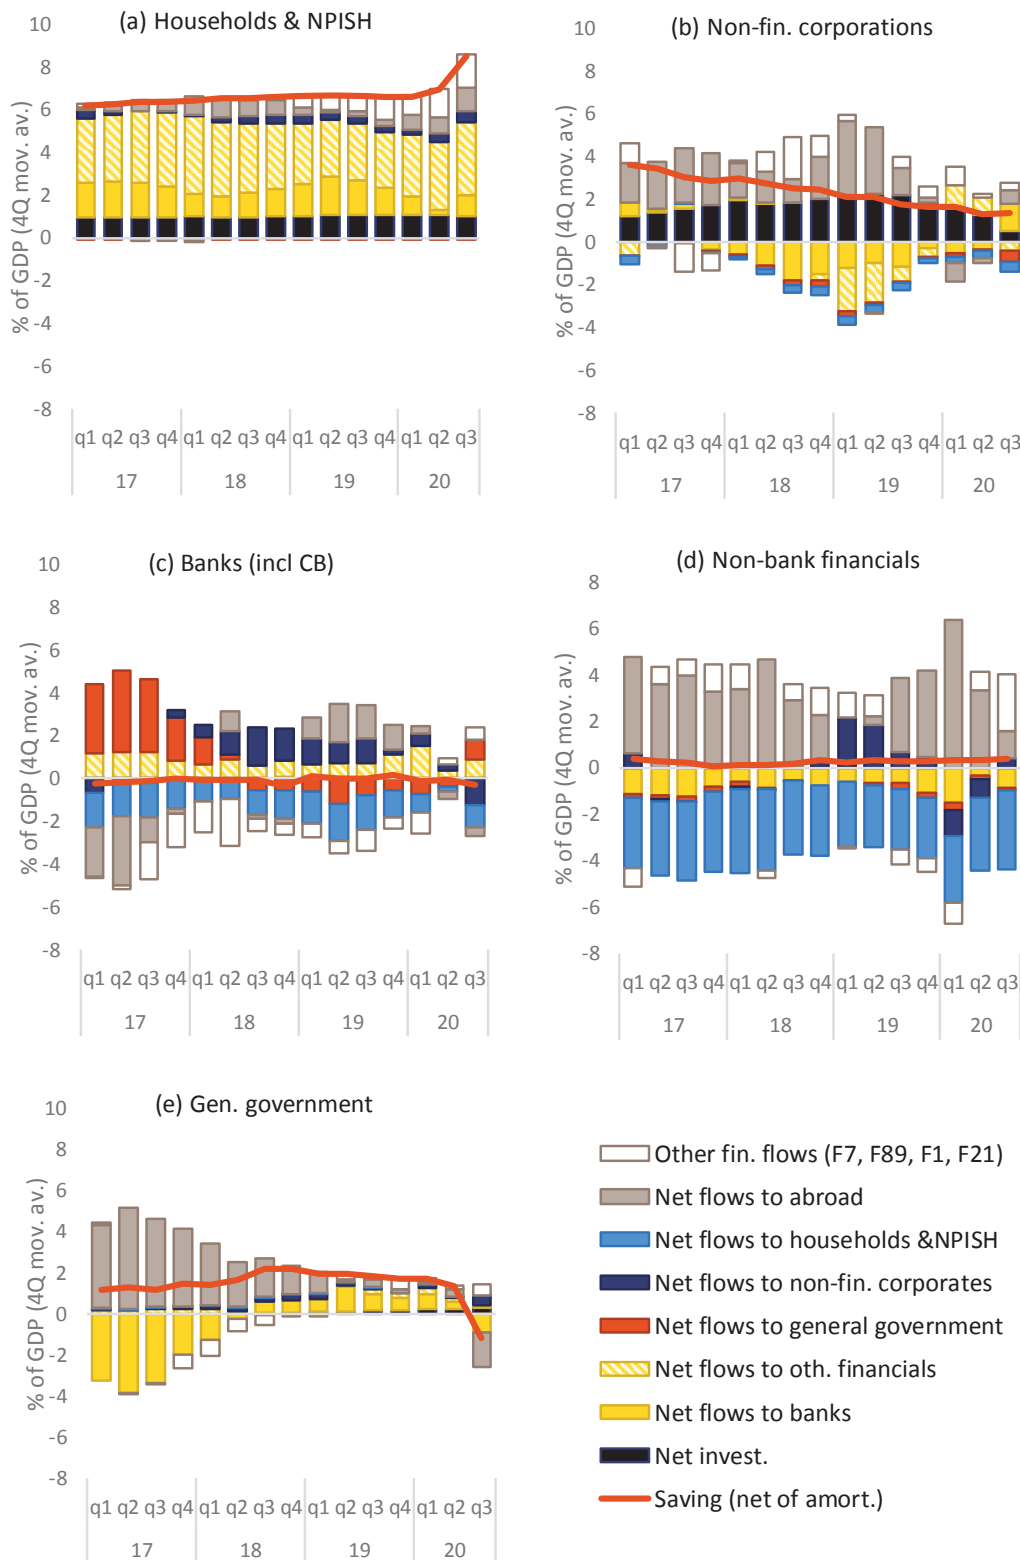 (a) Households & NPISH
% of GDP (4Q mov. av.)
10
8
6
4
2
0
-2
-4
-6
-8
q1 q2 q3 q4 q1 q2 q3 q4 q1 q2 q3 q4 q1 q2 q3
17 18 19 20
(b) Non-fin. corporations
% of GDP (4Q mov. av.)
10
8
6
4
2
0
-2
-4
-6
-8
q1 q2 q3 q4 q1 q2 q3 q4 q1 q2 q3 q4 q1 q2 q3
17 18 19 20
(c) Banks (incl CB)
% of GDP (4Q mov. av.)
10
8
6
4
2
0
-2
-4
-6
-8
q1 q2 q3 q4 q1 q2 q3 q4 q1 q2 q3 q4 q1 q2 q3
17 18 19 20
(d) Non-bank financials
% of GDP (4Q mov. av.)
8
6
4
2
0
-2
-4
-6
-8
q1 q2 q3 q4 q1 q2 q3 q4 q1 q2 q3 q4 q1 q2 q3
17 18 19 20
(e) Gen. government
% of GDP (4Q mov. av.)
10
8
6
4
2
0
-2
-4
-6
-8
q1 q2 q3 q4 q1 q2 q3 q4 q1 q2 q3 q4 q1 q2 q3
17 18 19 20
Other fin. flows (F7, F89, F1, F21)
Net flows to abroad
Net flows to households &NPISH
Net flows to non-fin. corporates
Net flows to general government
Net flows to oth. financials
Net flows to banks
Net invest.
Saving (net of amort.)